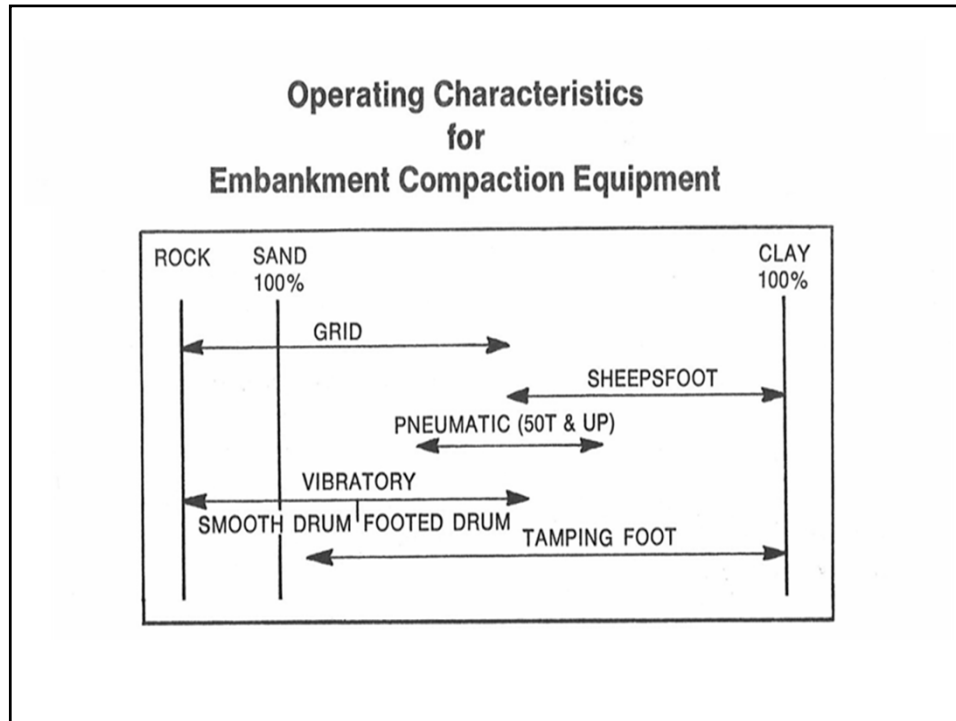 Operating Characteristics
for
Embankment Compaction Equipment
ROCK
SAND
100%
CLAY
100%
GRID
SHEEPSFOOT
PNEUMATIC (50T & UP)
VIBRATORY
SMOOTH DRUM FOOTED DRUM
TAMPING FOOT